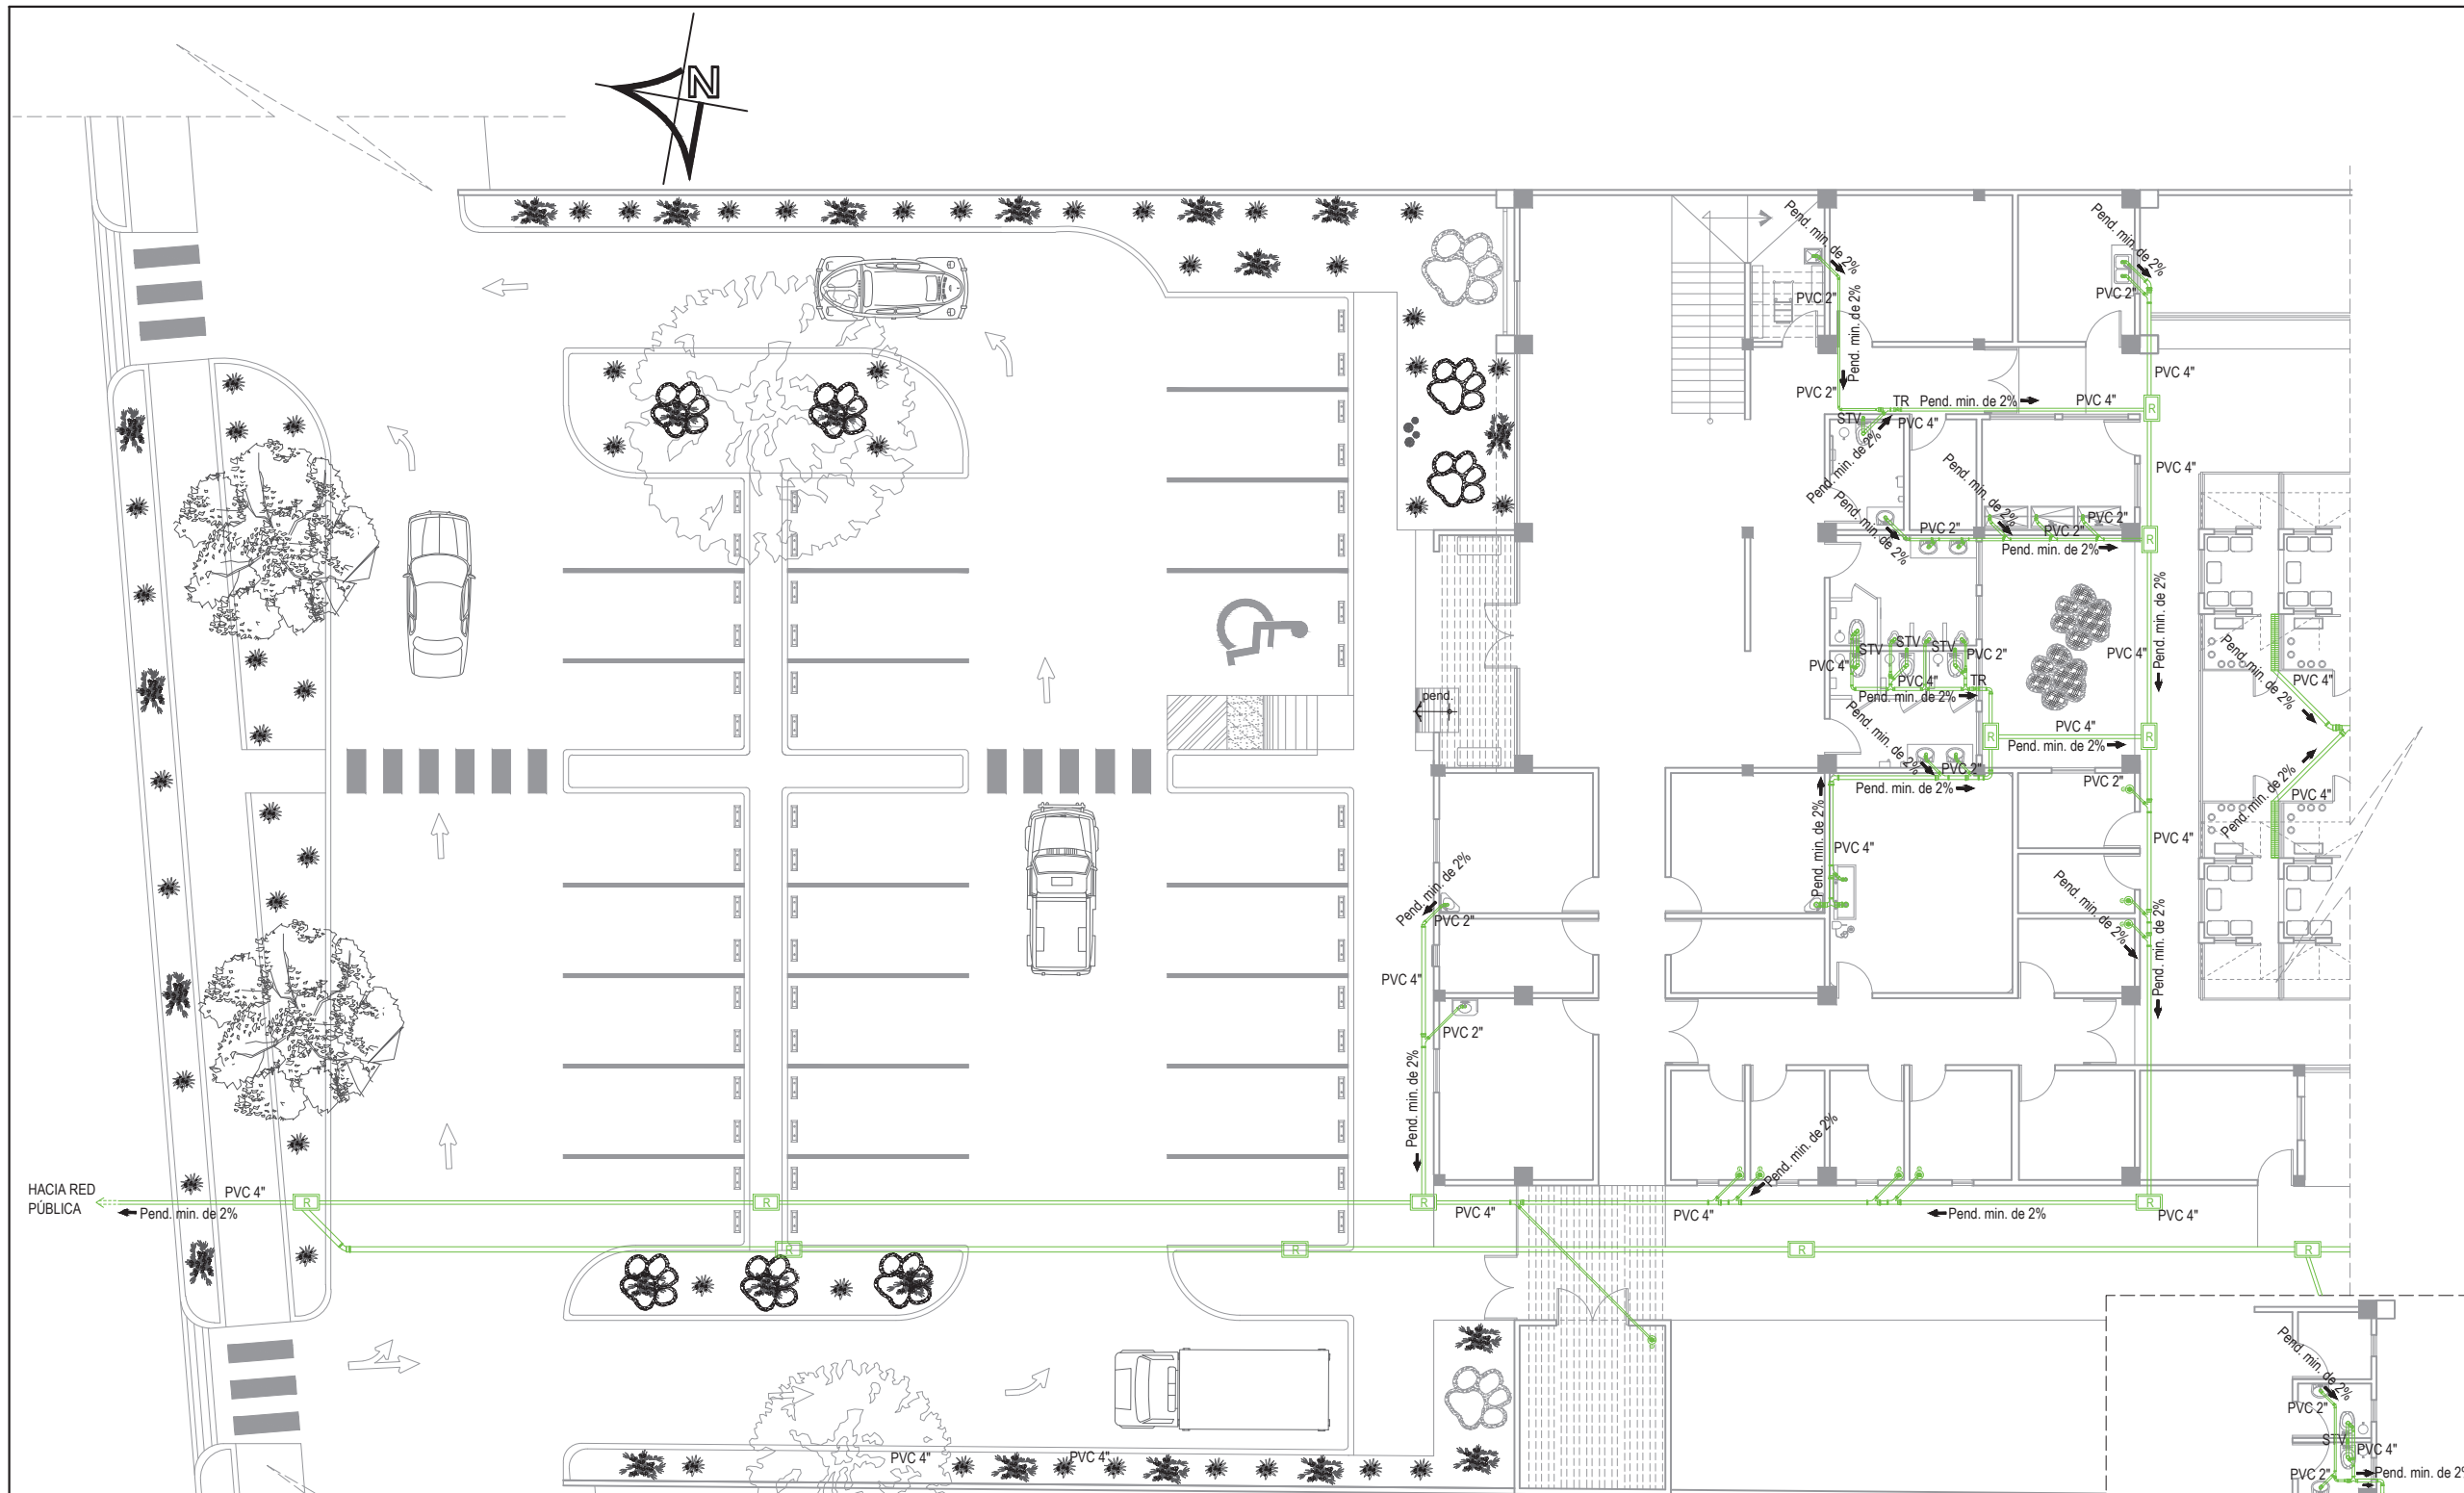 N
Pend. min. de 2%
Pend. min. de 2%
PVC 2"
PVC 2"
Pend. min. de 2%
PVC 4"
PVC 2"
TR
Pend. min. de 2%
PVC 4"
R
STV
PVC 4"
Pend. min. de 2%
PVC 4"
Pend. min. de 2%
Pend. min. de 2%
PVC 2"
PVC 2"
PVC 2"
Pend. min. de 2%
R
Pend. min. de 2%
STV
STV
STV
PVC 4"
PVC 2"
PVC 4"
Pend. min. de 2%
PVC 4"
PVC 4"
TR
Pend. min. de 2%
pend.
Pend. min. de 2%
PVC 4"
R
R
Pend. min. de 2%
PVC 2"
Pend. min. de 2%
PVC 2"
Pend. min. de 2%
PVC 4"
Pend. min. de 2%
PVC 4"
PVC 4"
Pend. min. de 2%
Pend. min. de 2%
PVC 2"
Pend. min. de 2%
PVC 4"
PVC 2"
Pend. min. de 2%
Pend. min. de 2%
Pend. min. de 2%
HACIA RED
PÚBLICA
PVC 4"
Pend. min. de 2%
R
R
R
PVC 4"
PVC 4"
Pend. min. de 2%
R
PVC 4"
R
R
R
R
Pend. min. de 2%
PVC 2"
STV
PVC 4"
PVC 4"
PVC 4"
PVC 2"
Pend. min. de 2%